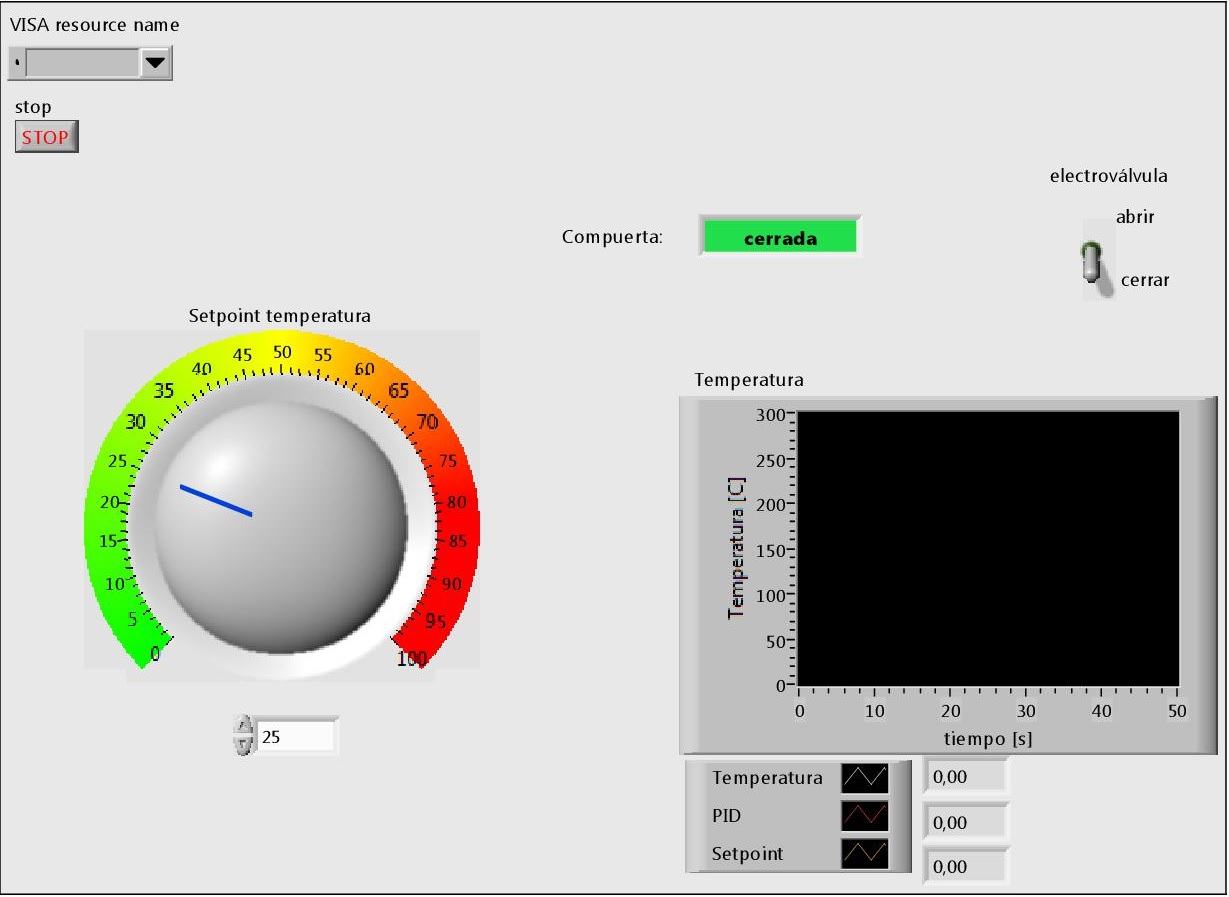 VISA resource name
stop
STOP
electroválvula
abrir
Compuerta:
cerrada
cerrar
Setpoint temperatura
0
5
10
15
20
25
30
35
40
45
50
55
60
65
70
75
80
85
90
95
100
25
Temperatura
Temperatura [C]
300
250
200
150
100
50
0
0 10 20 30 40 50
tiempo [s]
Temperatura 0,00
PID 0,00
Setpoint 0,00